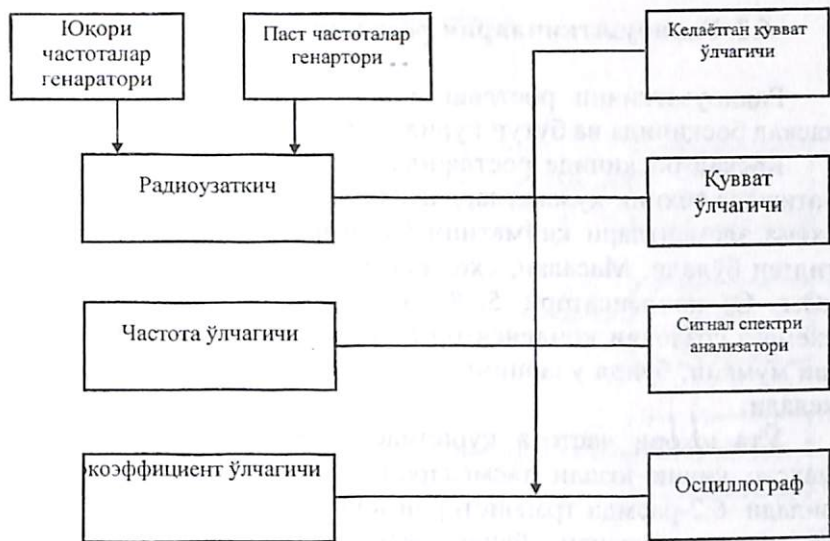 Юқори
частоталар
генаратори
Паст частоталар
генартори
Келаётган қувват
ўлчагичи
Радиоузаткич
Қувват
ўлчагичи
Частота ўлчагичи
Сигнал спектри
анализатори
коэффициент ўлчагичи
Осциллограф